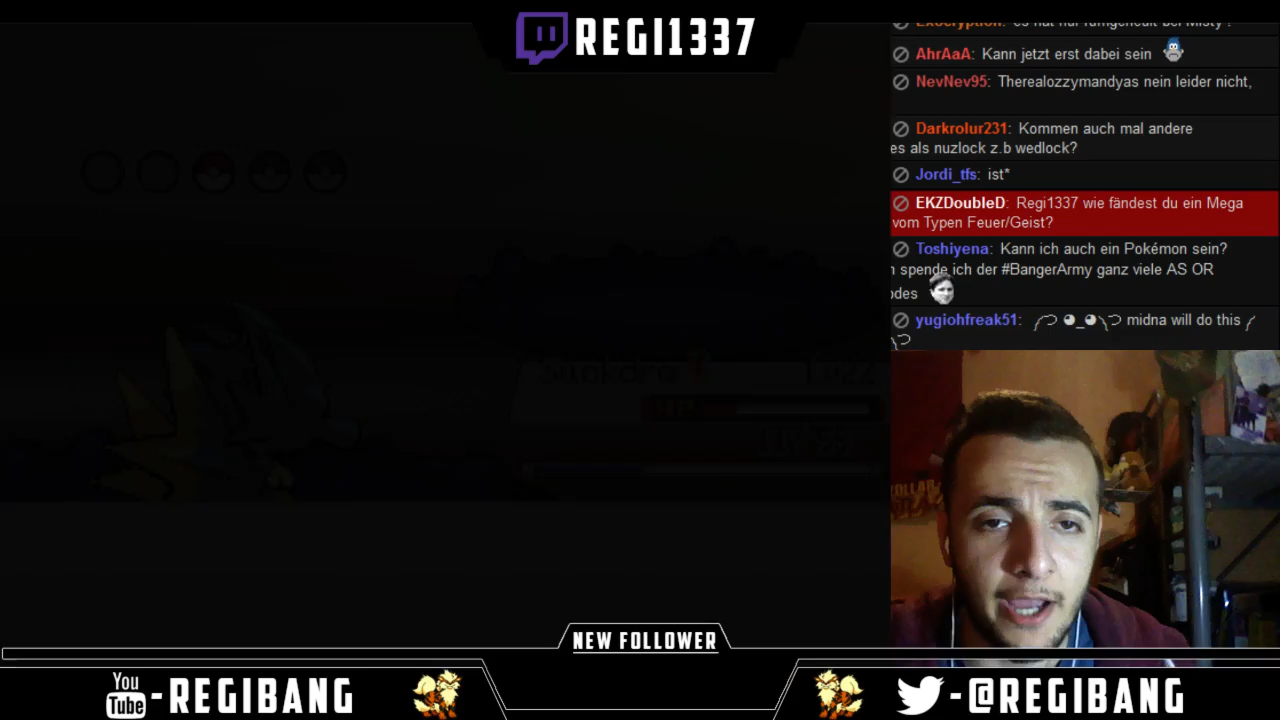 REGI1337
AhrAaA: Kann jetzt erst dabei sein
NevNev95: Therealozzymandyas nein leider nicht,
Darkrolur231: Kommen auch mal andere
es als nuzlock z.b wedlock?
Jordi_tfs: ist*
EKZDoubleD: Regi1337 wie fändest du ein Mega
vom Typen Feuer/Geist?
Toshiyena: Kann ich auch ein Pokémon sein?
spende ich der #BangerArmy ganz viele AS OR
odes
yugiohfreak51: midna will do this
NEW FOLLOWER
You
Tube -REGIBANG
-@REGIBANG